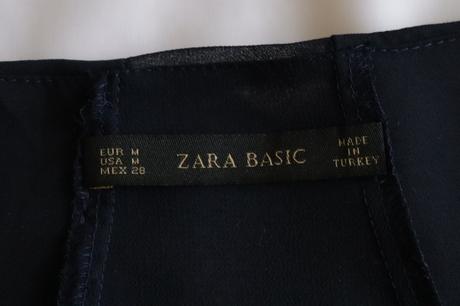 EUR M
USA M
MEX 28
ZARA BASIC
MADE
IN
TURKEY